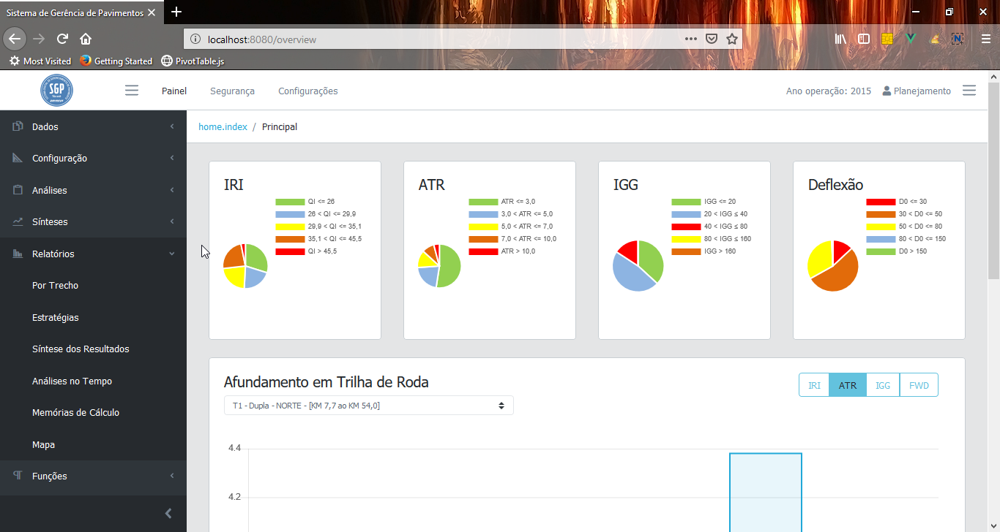 Sistema de Gerência de Pavimentos
localhost:8080/overview
Most Visited
Getting Started
PivotTable.js
SGP
Painel
Segurança
Configurações
Ano operação: 2015
Planejamento
Dados
Configuração
Análises
Sínteses
Relatórios
Por Trecho
Estratégias
Síntese dos Resultados
Análises no Tempo
Memórias de Cálculo
Mapa
Funções
home.index / Principal
IRI
QI <= 26
26 < QI <= 29,9
29,9 < QI <= 35,1
35,1 < QI <= 45,5
QI > 45,5
ATR
ATR <= 3,0
3,0 < ATR <= 5,0
5,0 < ATR <= 7,0
7,0 < ATR <= 10,0
ATR > 10,0
IGG
IGG <= 20
20 < IGG ≤ 40
40 < IGG ≤ 80
80 < IGG ≤ 160
IGG > 160
Deflexão
D0 <= 30
30 < D0 <= 50
50 < D0 <= 80
80 < D0 <= 150
D0 > 150
Afundamento em Trilha de Roda
IRI
ATR
IGG
FWD
T1 - Dupla - NORTE - [KM 7,7 ao KM 54,0]
4.4
4.2